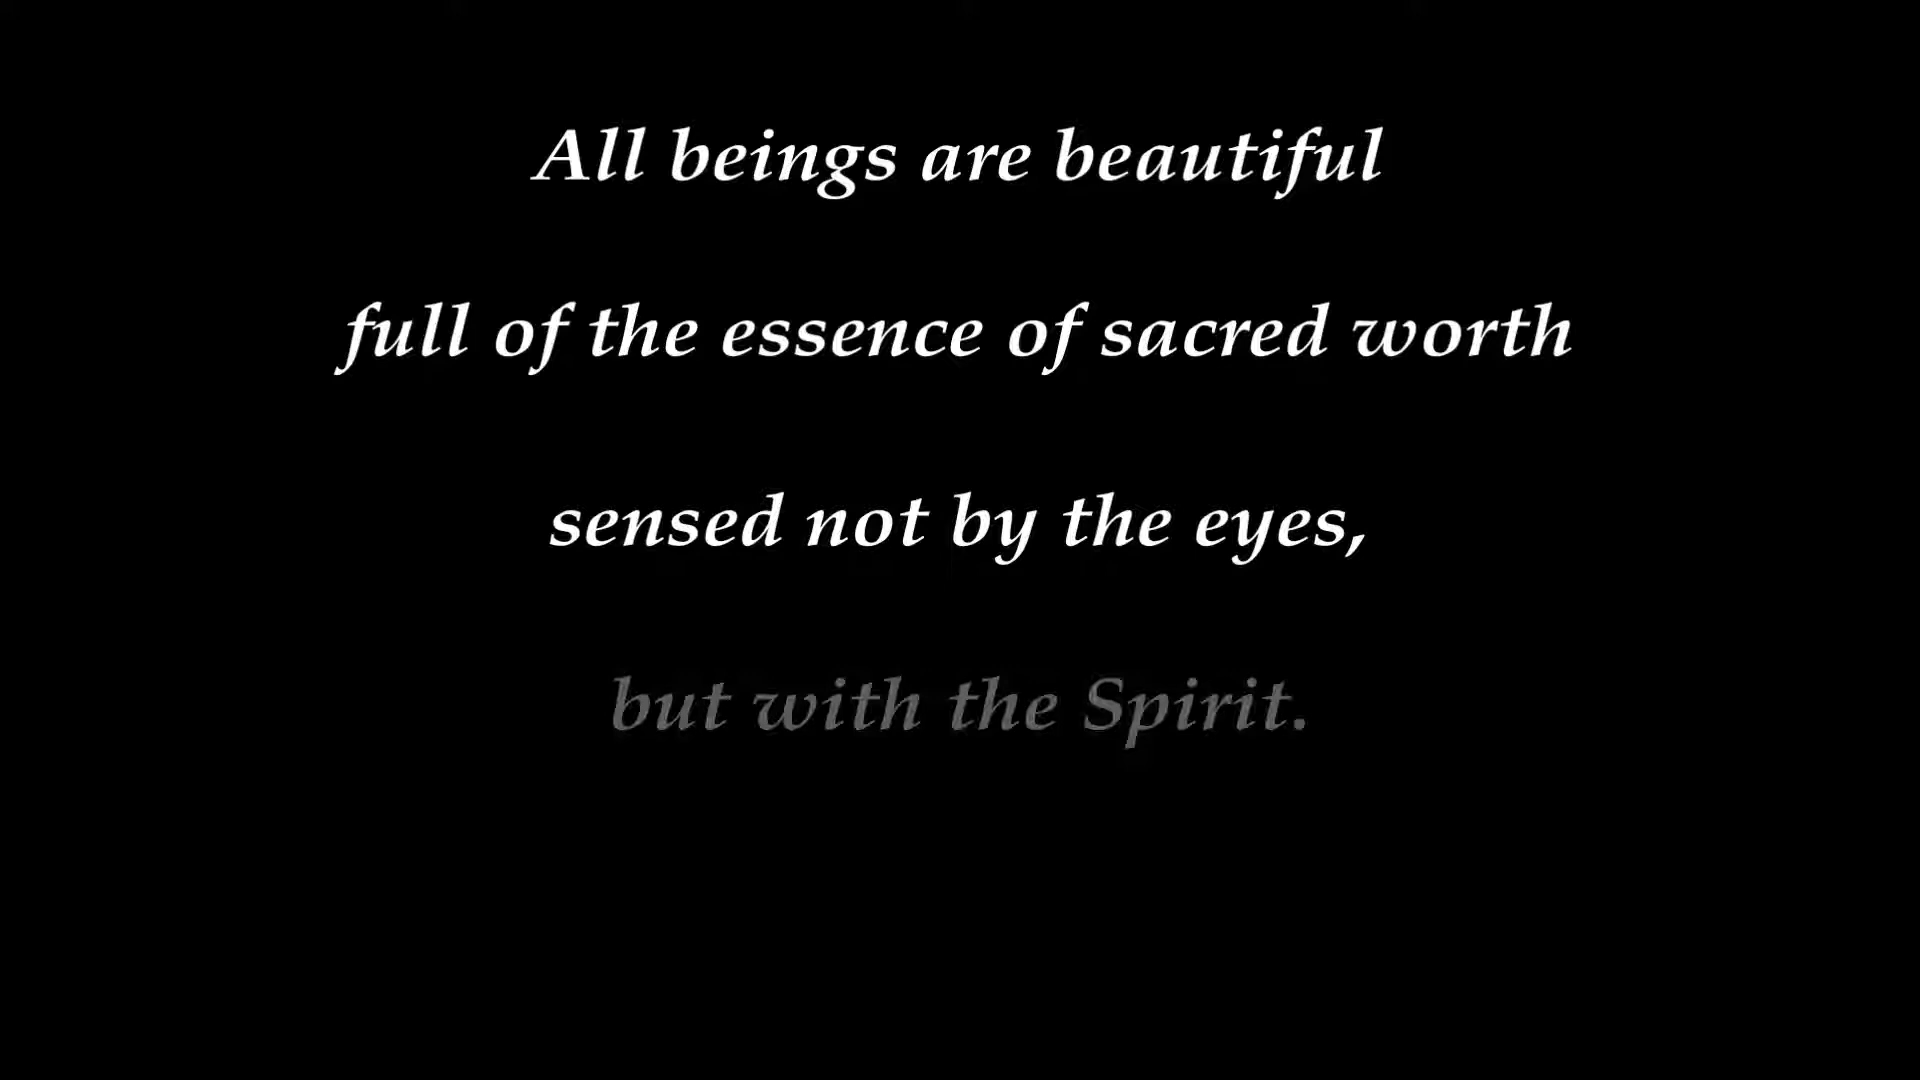 All beings are beautiful
full of the essence of sacred worth
sensed not by the eyes,
but with the Spirit.